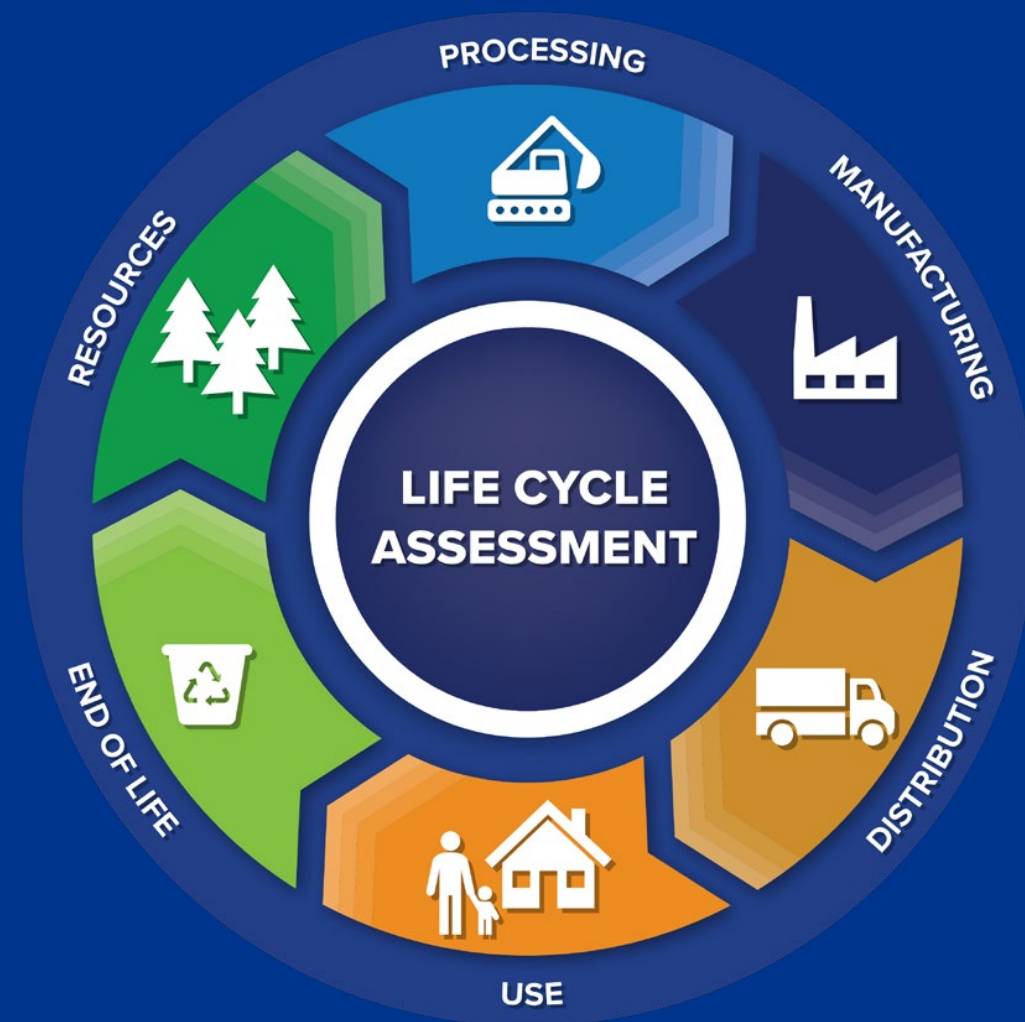 PROCESSING
MANUFACTURING
DISTRIBUTION
USE
END OF LIFE
RESOURCES
LIFE CYCLE
ASSESSMENT